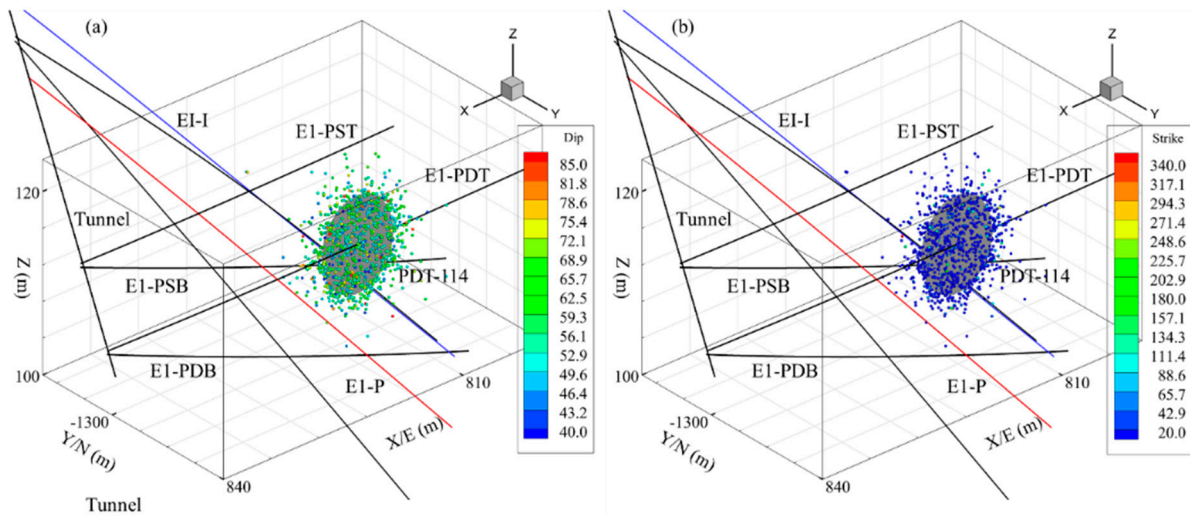 (a)
Z
X
Y
EI-I
E1-PST
E1-PDT
Tunnel
E1-PSB
PDT-114
E1-PDB
E1-P
120
100
Z (m)
-1300
Y/N (m)
810
X/E (m)
840
Tunnel
Dip
85.0
81.8
78.6
75.4
72.1
68.9
65.7
62.5
59.3
56.1
52.9
49.6
46.4
43.2
40.0
(b)
Z
X
Y
EI-I
E1-PST
E1-PDT
Tunnel
E1-PSB
PDT-114
E1-PDB
E1-P
120
100
Z (m)
-1300
Y/N (m)
810
X/E (m)
840
Strike
340.0
317.1
294.3
271.4
248.6
225.7
202.9
180.0
157.1
134.3
111.4
88.6
65.7
42.9
20.0